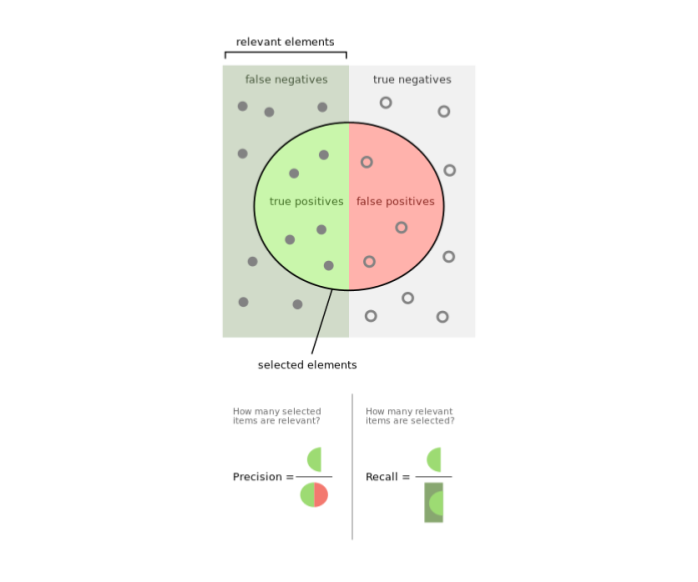 relevant elements
false negatives
true negatives
true positives
false positives
selected elements
How many selected
items are relevant?
How many relevant
items are selected?
Precision =
Recall =